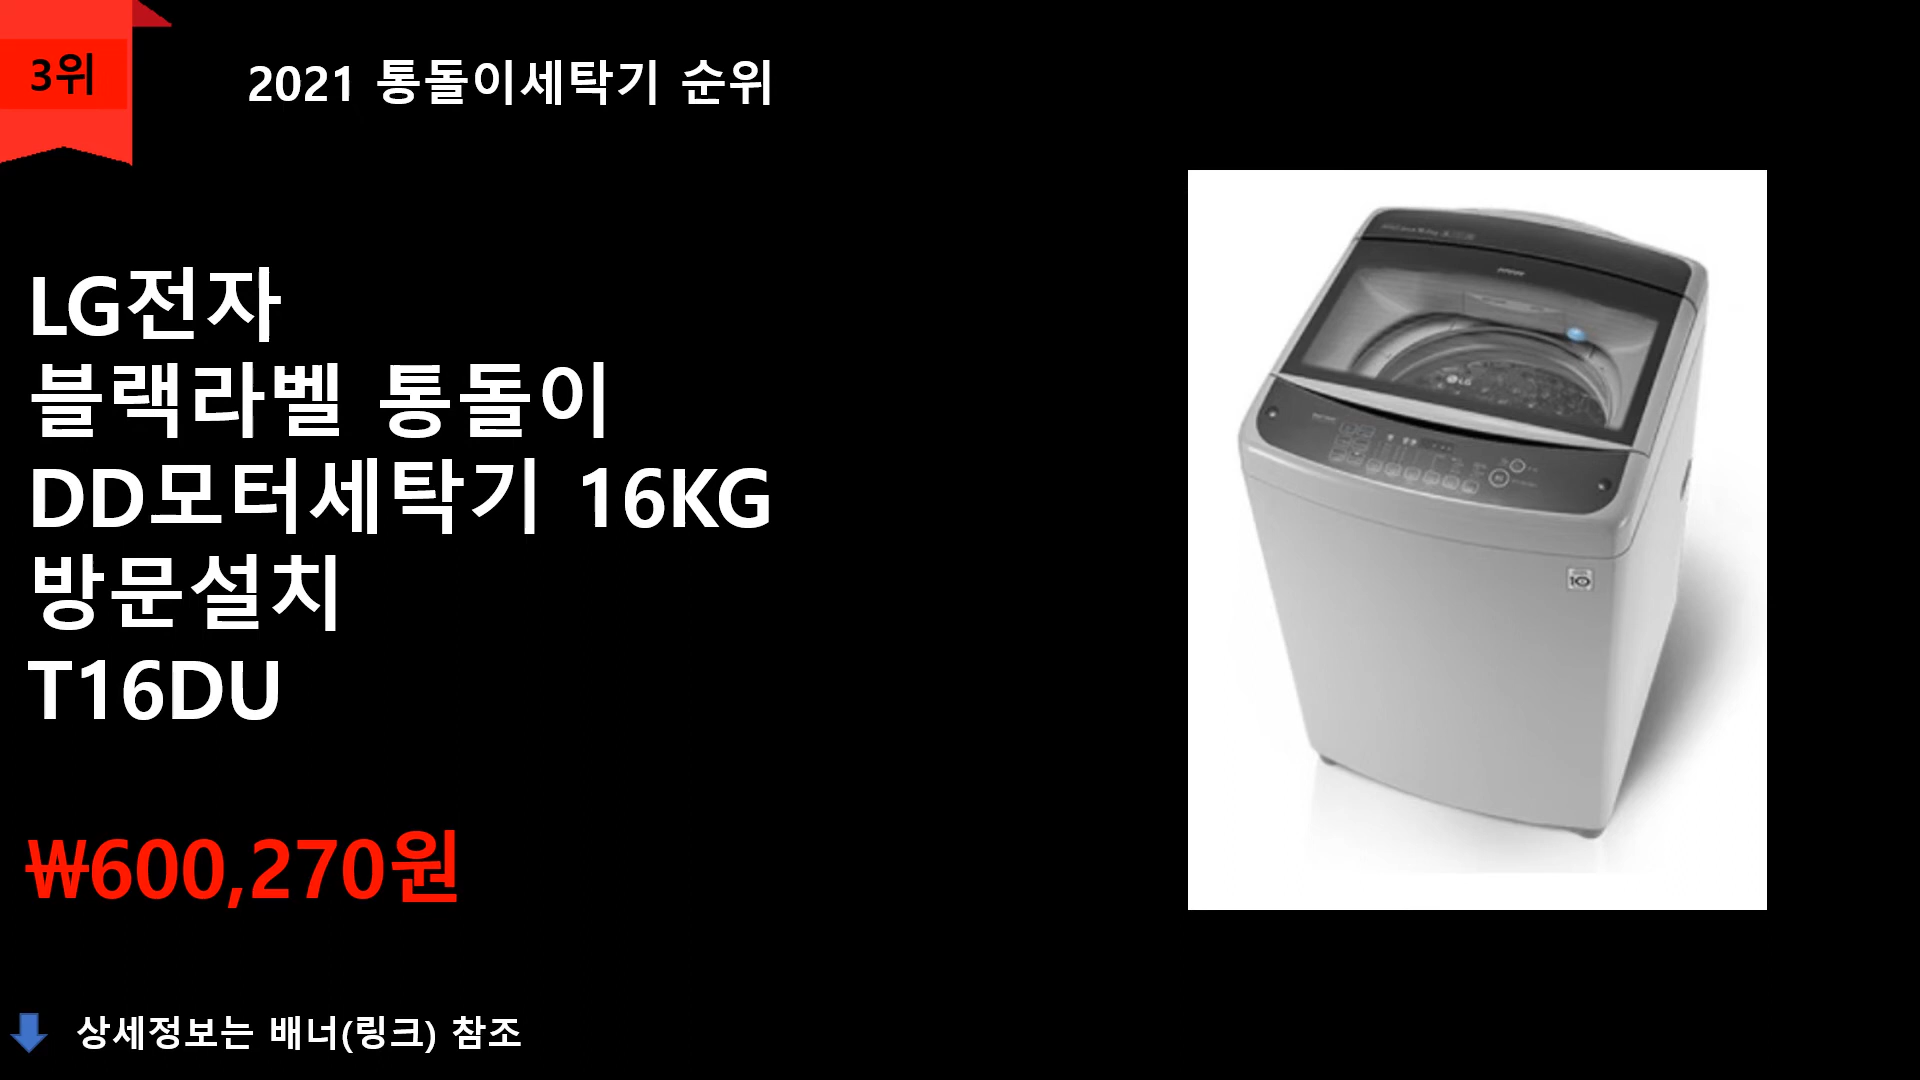 3위
2021 통돌이세탁기 순위
LG전자
블랙라벨 통돌이
DD모터세탁기 16KG
방문설치
T16DU
₩600,270원
상세정보는 배너(링크) 참조
LG
10